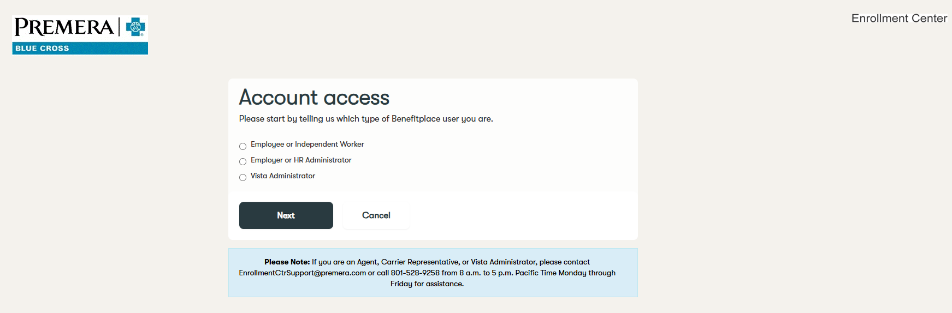 Enrollment Center
PREMERA
BLUE CROSS
Account access
Please start by telling us which type of Benefitplace user you are.
Employee or Independent Worker
Employer or HR Administrator
Vista Administrator
Next Cancel
Please Note: If you are an Agent, Carrier Representative, or Vista Administrator, please contact
EnrollmentCtrSupport@premera.com or call 801-528-9258 from 8 a.m. to 5 p.m. Pacific Time Monday through
Friday for assistance.